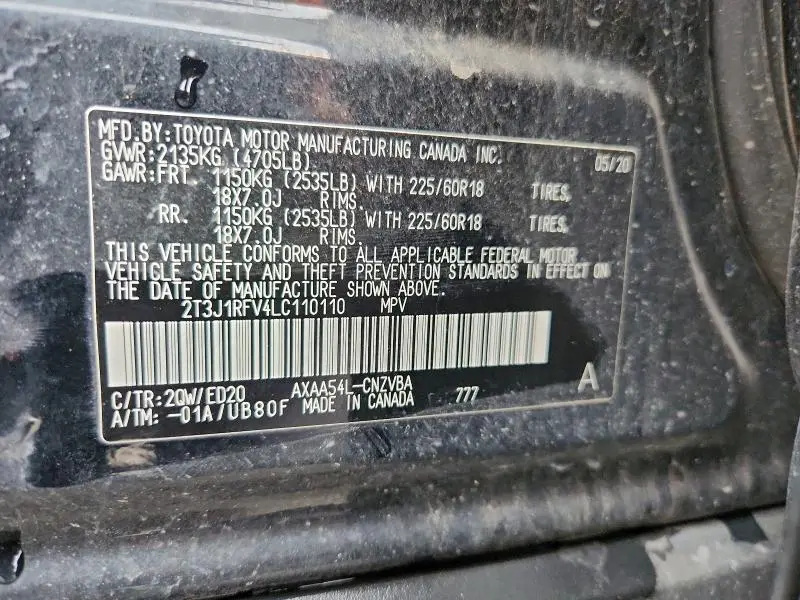 MFD.BY:TOYOTA MOTOR MANUFACTURING CANADA INC. 05/20
GVWR:2135KG (4705LB)
GAWR:FRT. 1150KG (2535LB) WITH 225/60R18 TIRES,
18X7.0J RIMS.
RR. 1150KG (2535LB) WITH 225/60R18 TIRES,
18X7.0J RIMS.
THIS VEHICLE CONFORMS TO ALL APPLICABLE FEDERAL MOTOR
VEHICLE SAFETY AND THEFT PREVENTION STANDARDS IN EFFECT ON
THE DATE OF MANUFACTURE SHOWN ABOVE.
2T3J1RFV4LC110110 MPV
C/TR:2QW/ED20 AXAA54L-CNZVBA 777 A
A/TM: -01A/UB80F MADE IN CANADA